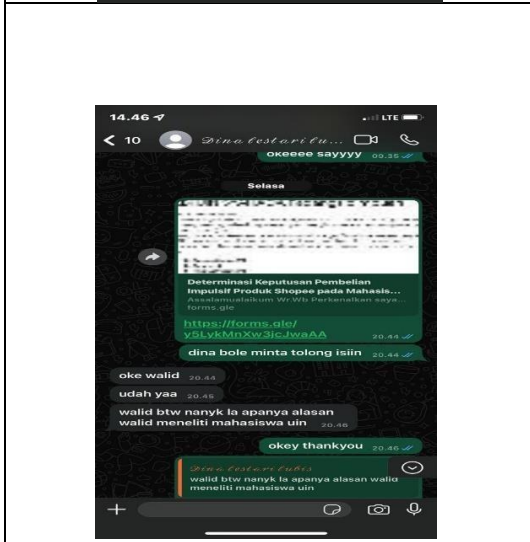 14.46
LTE
10
Dina lestari lu...
okeeee sayyyy 09.35
Selasa
Determinasi Keputusan Pembelian
Impulsif Produk Shopee pada Mahasis...
Assalamualaikum Wr.Wb Perkenalkan saya...
forms.gle
https://forms.gle/
y5LykMnXw3icJwaAA 20.44
dina bole minta tolong isiin 20.44
oke walid 20.44
udah yaa 20.45
walid btw nanyk la apanya alasan
walid meneliti mahasiswa uin 20.46
okey thankyou 20.46
Dina lestari lubis
walid btw nanyk la apanya alasan walid
meneliti mahasiswa uin